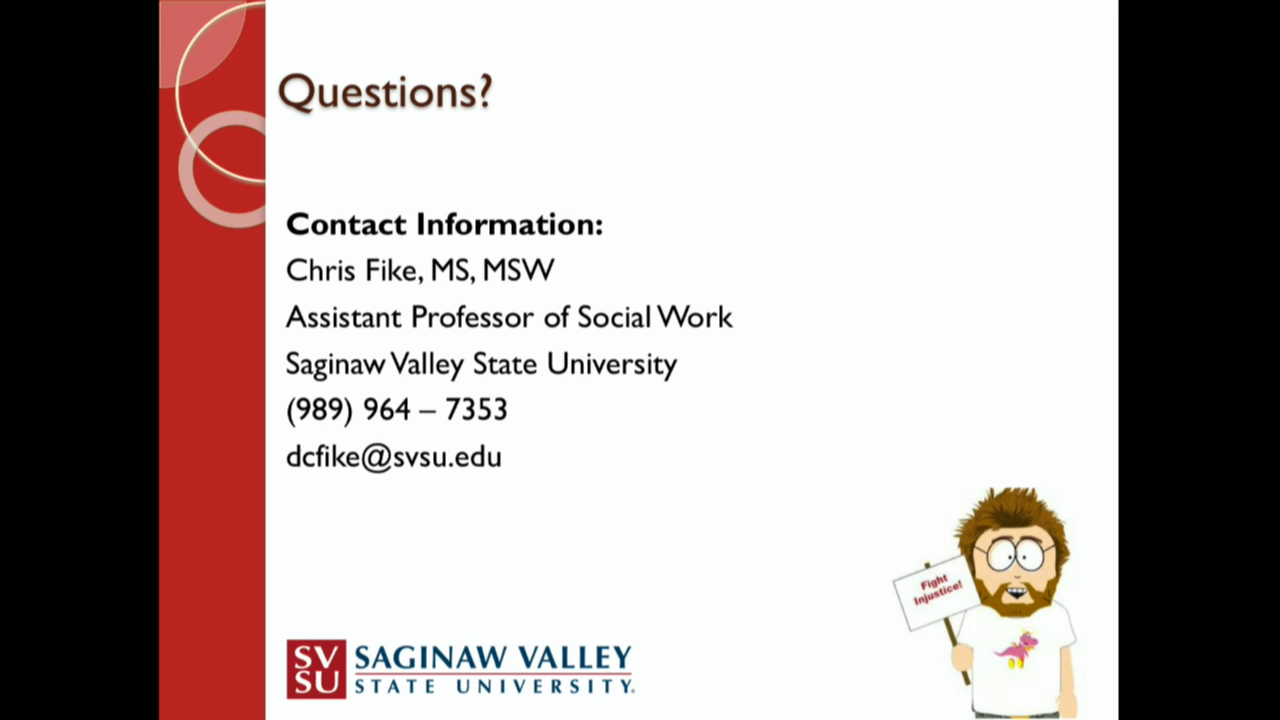 Questions?
Contact Information:
Chris Fike, MS, MSW
Assistant Professor of Social Work
Saginaw Valley State University
(989) 964 – 7353
dcfike@svsu.edu
Fight
Injustice!
SV
SU
SAGINAW VALLEY
STATE UNIVERSITY.